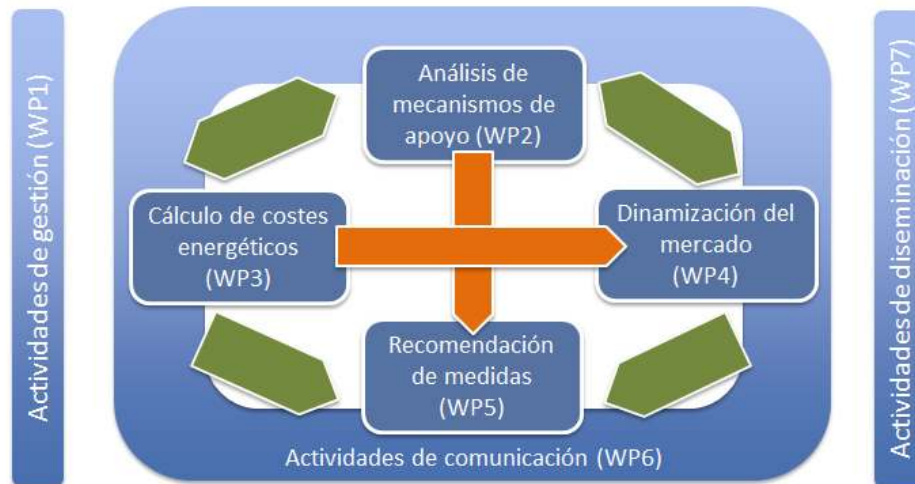 Actividades de gestión (WP1)
Análisis de
mecanismos de
apoyo (WP2)
Cálculo de costes
energéticos
(WP3)
Dinamización del
mercado
(WP4)
Recomendación
de medidas
(WP5)
Actividades de comunicación (WP6)
Actividades de diseminación (WP7)